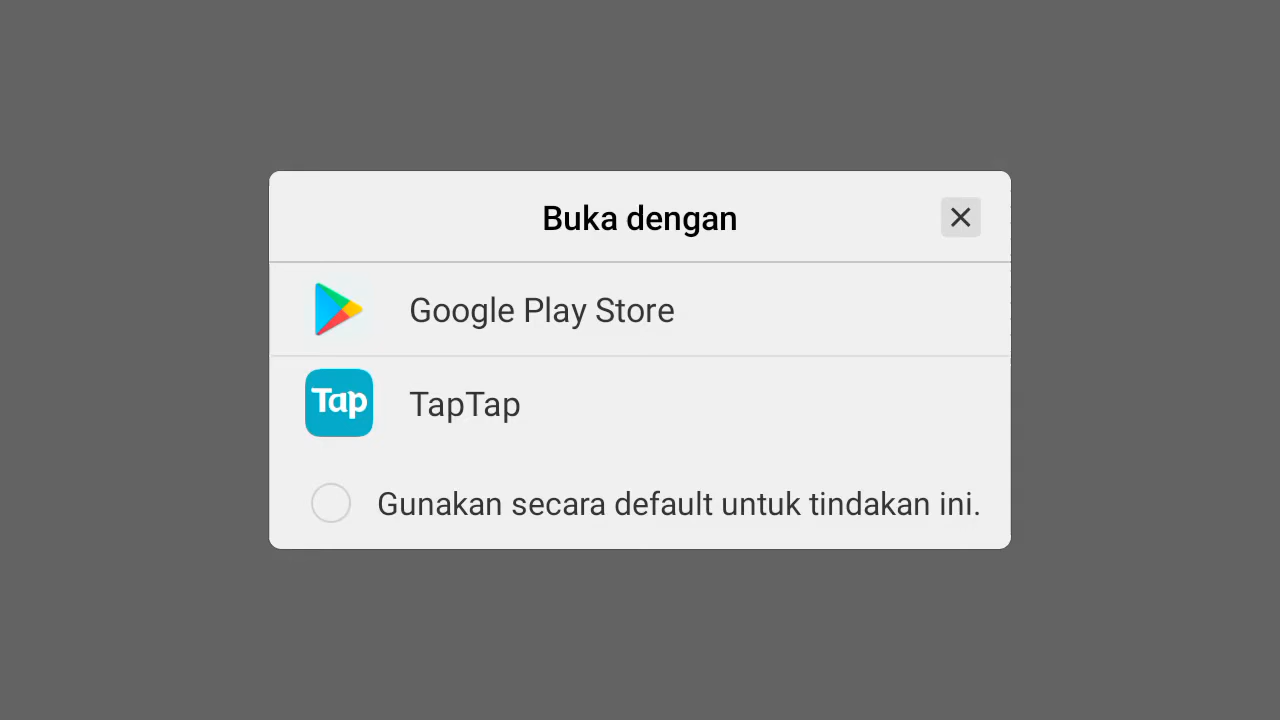 Buka dengan
Google Play Store
Tap
TapTap
Gunakan secara default untuk tindakan ini.